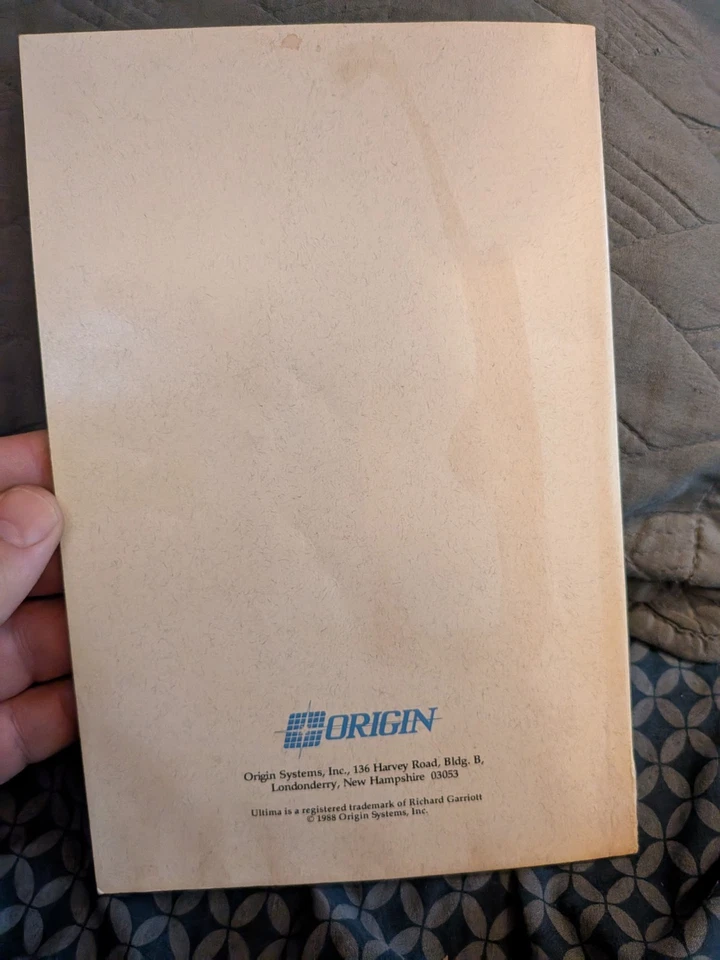 ORIGIN
Origin Systems, Inc., 136 Harvey Road, Bldg. B,
Londonderry, New Hampshire 03053
Ultima is a registered trademark of Richard Garriott
© 1988 Origin Systems, Inc.